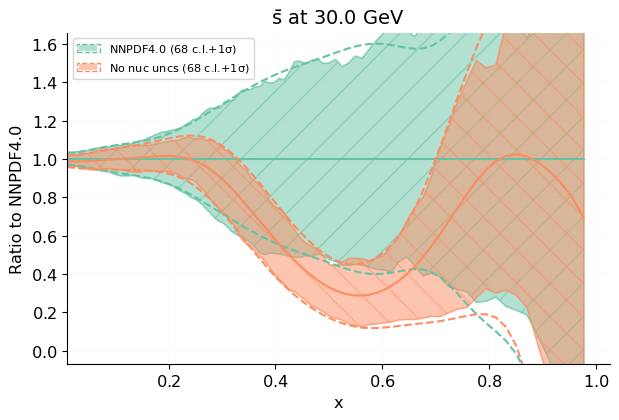 s̄ at 30.0 GeV
NNPDF4.0 (68 c.l.+1σ)
No nuc uncs (68 c.l.+1σ)
Ratio to NNPDF4.0
1.6
1.4
1.2
1.0
0.8
0.6
0.4
0.2
0.0
0.2
0.4
0.6
0.8
1.0
x